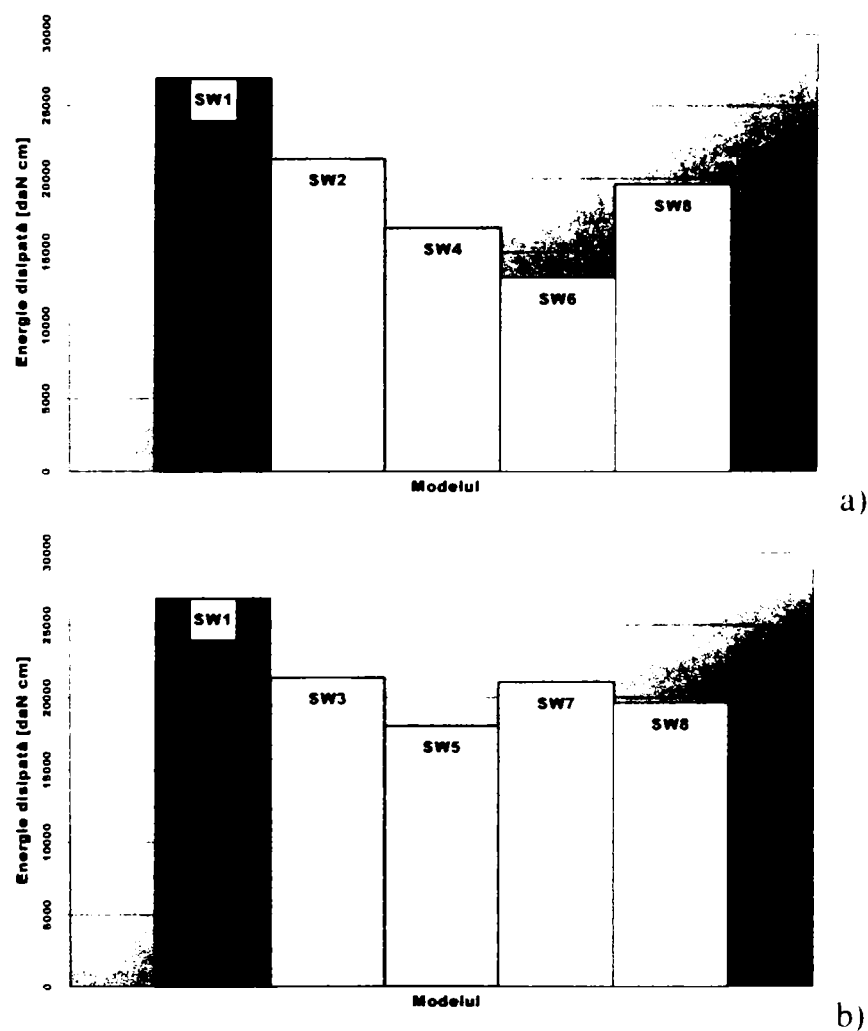 30000
25000
20000
15000
10000
5000
0
Energie disipată [daN cm]
SW1
SW2
SW4
SW6
SW8
Modelul
a)
30000
25000
20000
15000
10000
5000
0
Energie disipată [daN cm]
SW1
SW3
SW5
SW7
SW8
Modelul
b)